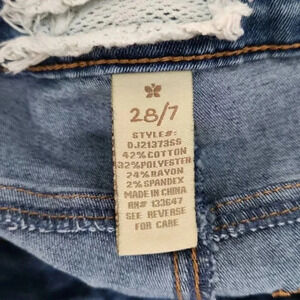 28/7
STYLE#:
DJ21373SS
42%COTTON
32%POLYESTER
24%RAYON
2% SPANDEX
MADE IN CHINA
RN# 133647
SEE REVERSE
FOR CARE